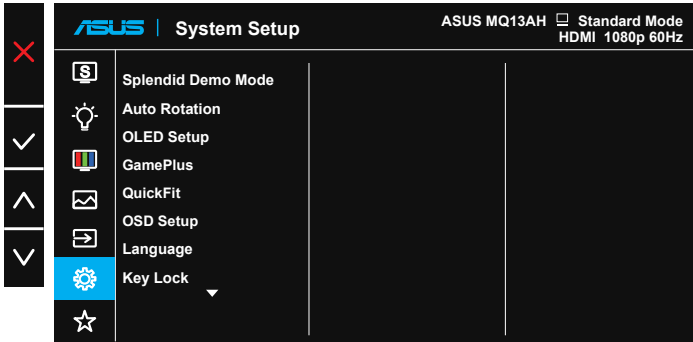 ASUS | System Setup
ASUS MQ13AH Standard Mode
HDMI 1080p 60Hz
S
Splendid Demo Mode
Auto Rotation
OLED Setup
GamePlus
QuickFit
OSD Setup
Language
Key Lock